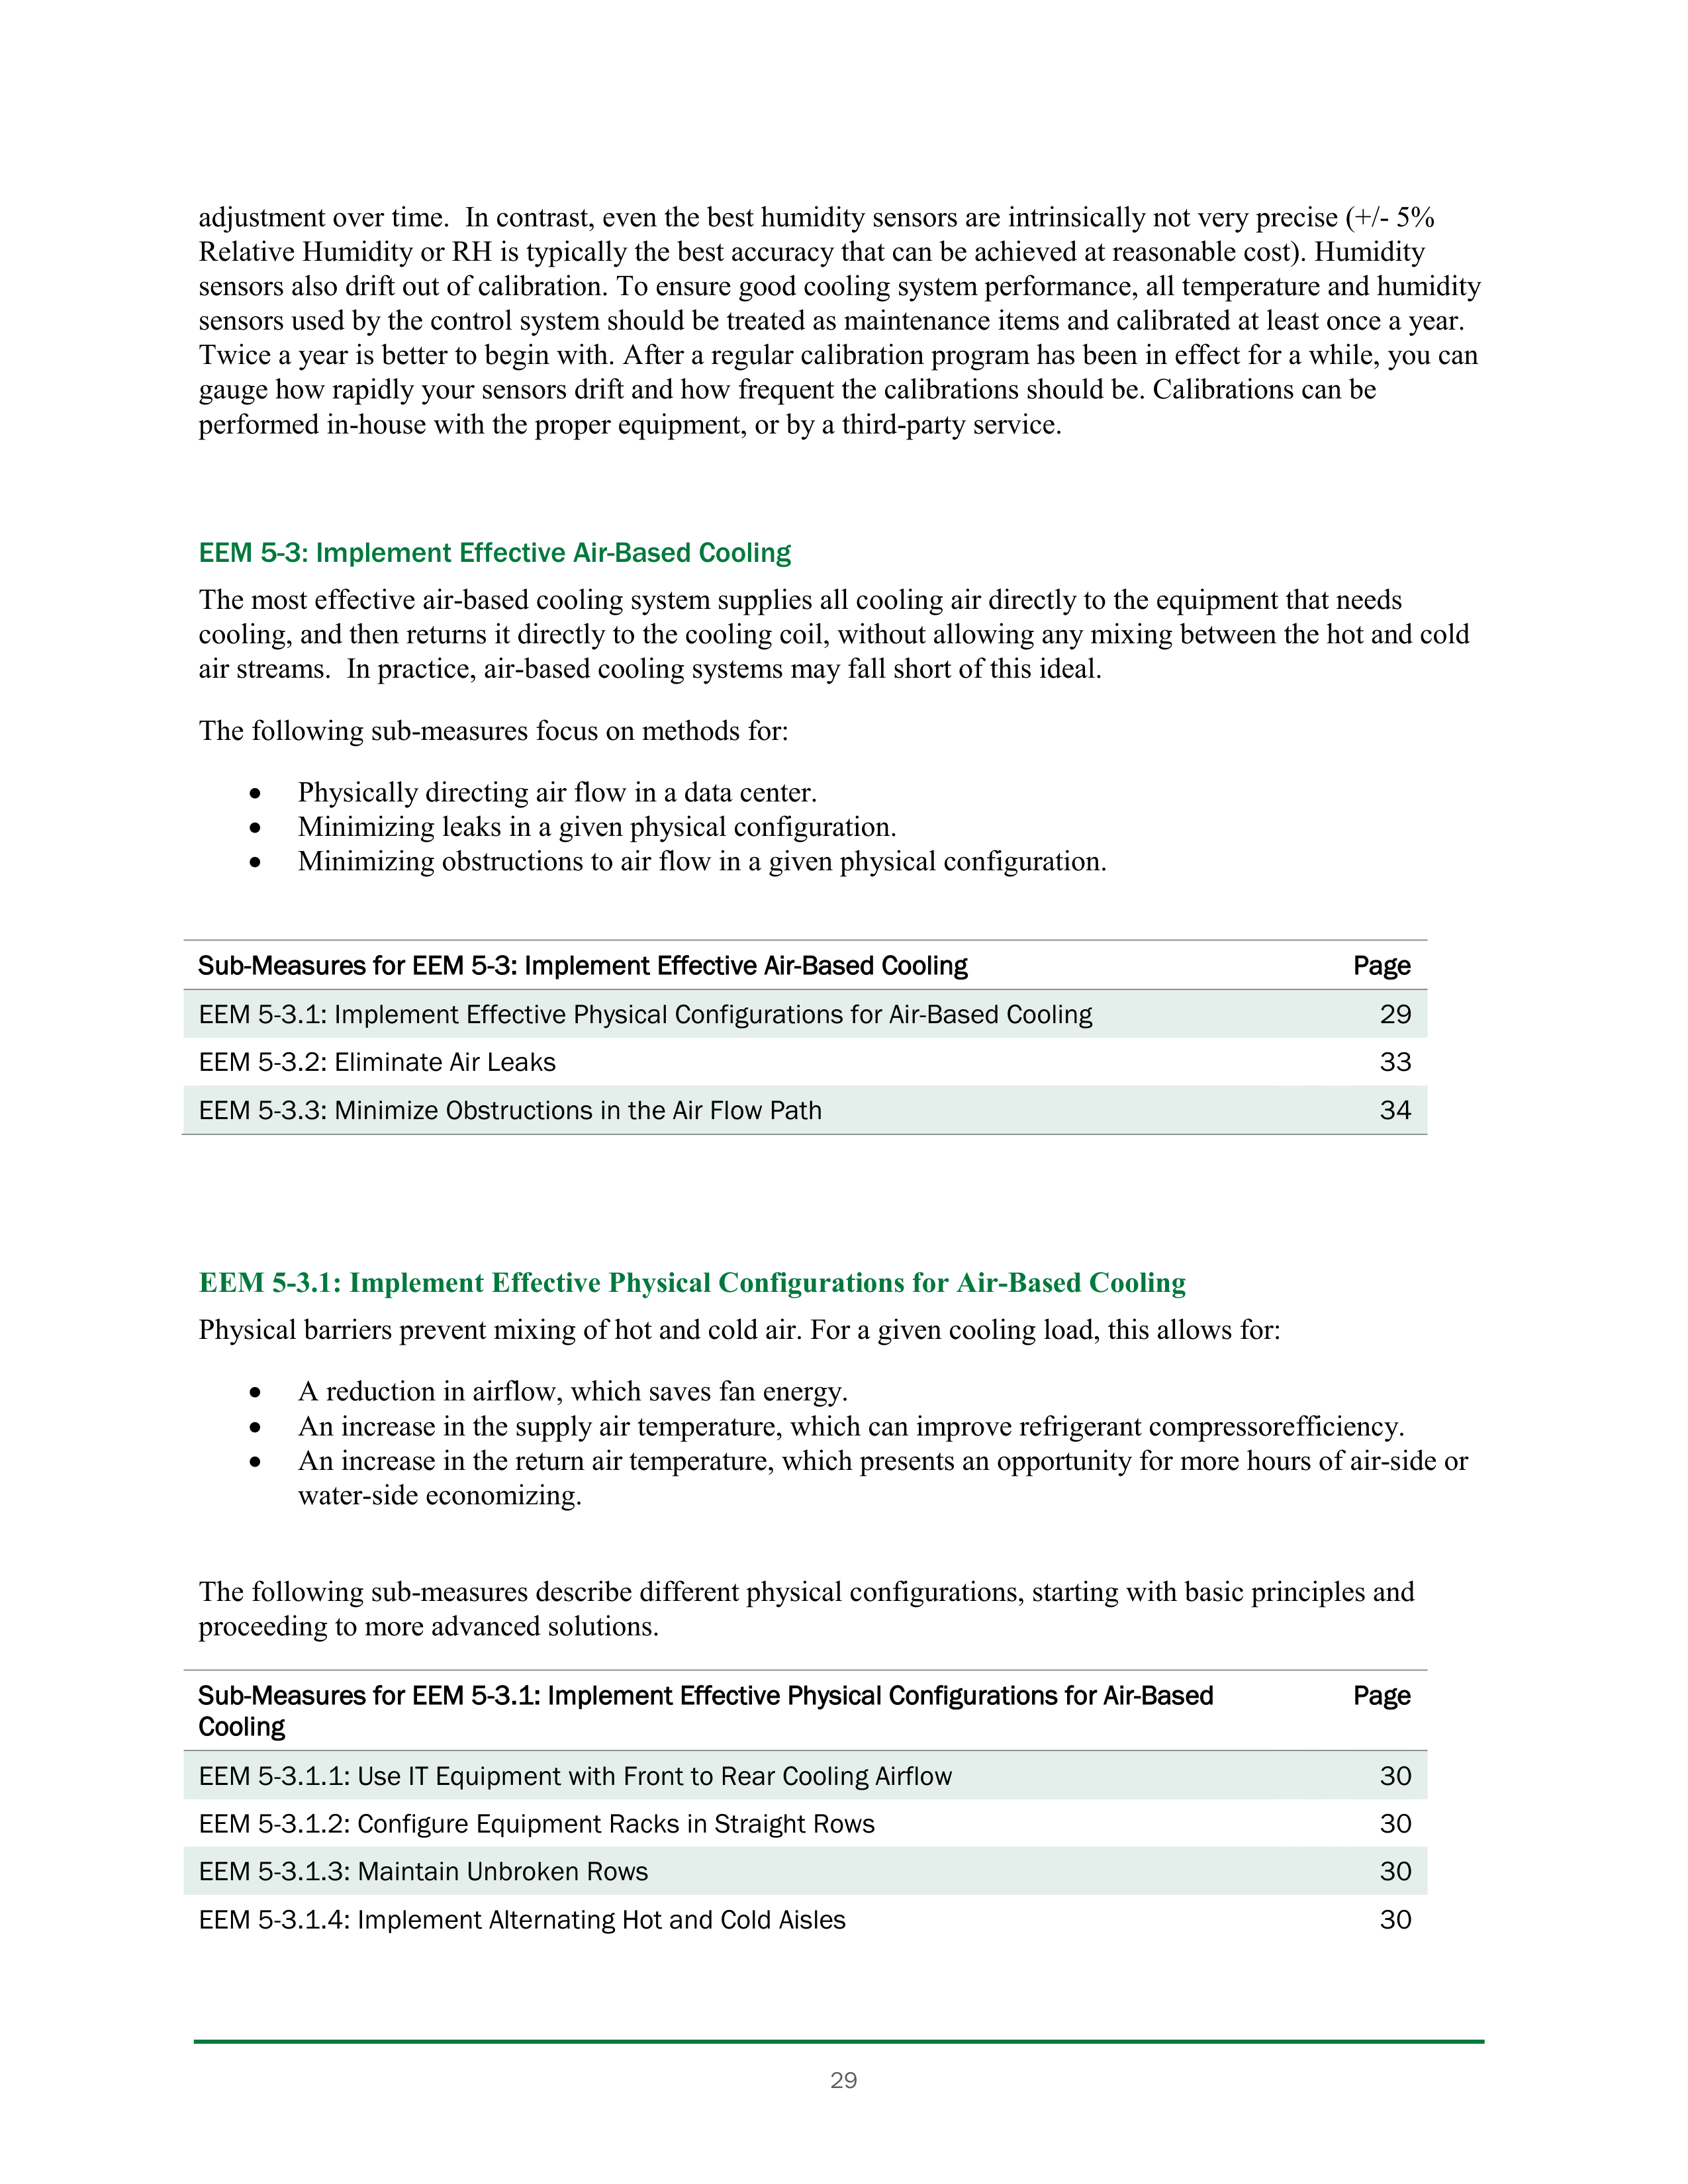 adjustment over time.  In contrast, even the best humidity sensors are intrinsically not very precise (+/- 5%
Relative Humidity or RH is typically the best accuracy that can be achieved at reasonable cost). Humidity
sensors also drift out of calibration. To ensure good cooling system performance, all temperature and humidity
sensors used by the control system should be treated as maintenance items and calibrated at least once a year.
Twice a year is better to begin with. After a regular calibration program has been in effect for a while, you can
gauge how rapidly your sensors drift and how frequent the calibrations should be. Calibrations can be
performed in-house with the proper equipment, or by a third-party service.
EEM 5-3: Implement Effective Air-Based Cooling
The most effective air-based cooling system supplies all cooling air directly to the equipment that needs
cooling, and then returns it directly to the cooling coil, without allowing any mixing between the hot and cold
air streams.  In practice, air-based cooling systems may fall short of this ideal.
The following sub-measures focus on methods for:
• Physically directing air flow in a data center.
• Minimizing leaks in a given physical configuration.
• Minimizing obstructions to air flow in a given physical configuration.
Sub-Measures for EEM 5-3: Implement Effective Air-Based Cooling Page
EEM 5-3.1: Implement Effective Physical Configurations for Air-Based Cooling 29
EEM 5-3.2: Eliminate Air Leaks 33
EEM 5-3.3: Minimize Obstructions in the Air Flow Path 34
EEM 5-3.1: Implement Effective Physical Configurations for Air-Based Cooling
Physical barriers prevent mixing of hot and cold air. For a given cooling load, this allows for:
• A reduction in airflow, which saves fan energy.
• An increase in the supply air temperature, which can improve refrigerant compressorefficiency.
• An increase in the return air temperature, which presents an opportunity for more hours of air-side or
water-side economizing.
The following sub-measures describe different physical configurations, starting with basic principles and
proceeding to more advanced solutions.
Sub-Measures for EEM 5-3.1: Implement Effective Physical Configurations for Air-Based Page
Cooling
EEM 5-3.1.1: Use IT Equipment with Front to Rear Cooling Airflow 30
EEM 5-3.1.2: Configure Equipment Racks in Straight Rows 30
EEM 5-3.1.3: Maintain Unbroken Rows 30
EEM 5-3.1.4: Implement Alternating Hot and Cold Aisles 30
29